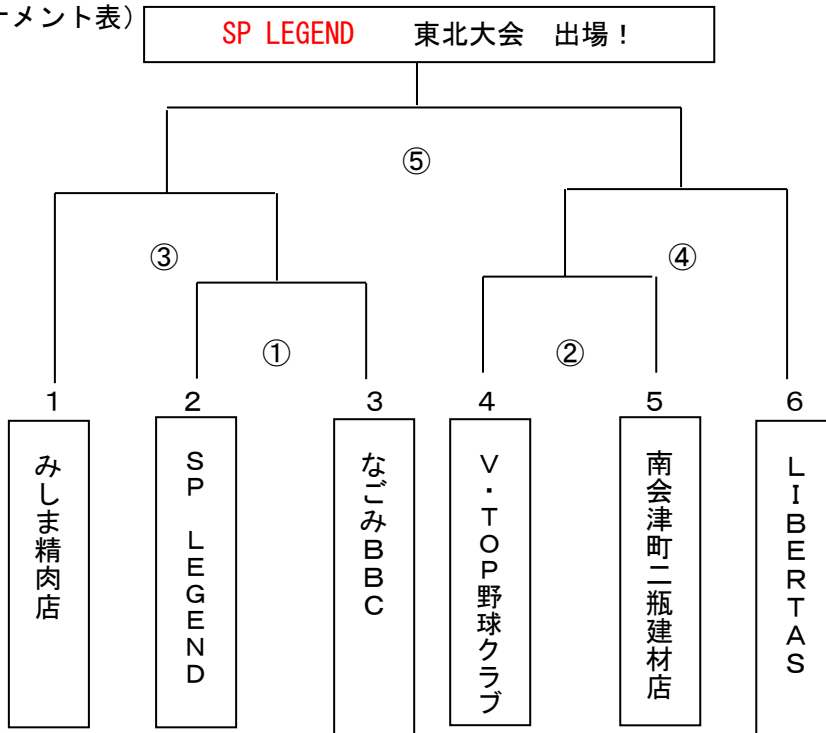 ナメント表)
SP LEGEND 東北大会 出場!
⑤
③
④
①
②
1 2 3 4 5 6
みしま精肉店
SP LEGEND
なごみBBC
V・TOP野球クラブ
南会津町二瓶建材店
LIBERTAS